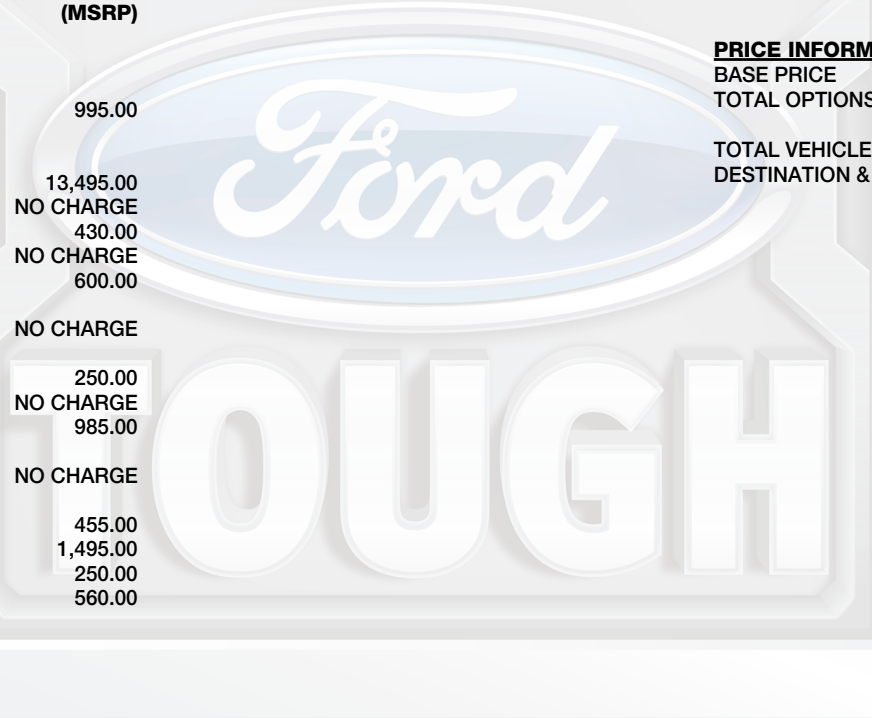 (MSRP)
995.00
13,495.00
NO CHARGE
430.00
NO CHARGE
600.00
NO CHARGE
250.00
NO CHARGE
985.00
NO CHARGE
455.00
1,495.00
250.00
560.00
PRICE INFORM
BASE PRICE
TOTAL OPTIONS
TOTAL VEHICLE
DESTINATION &
Ford
TOUGH